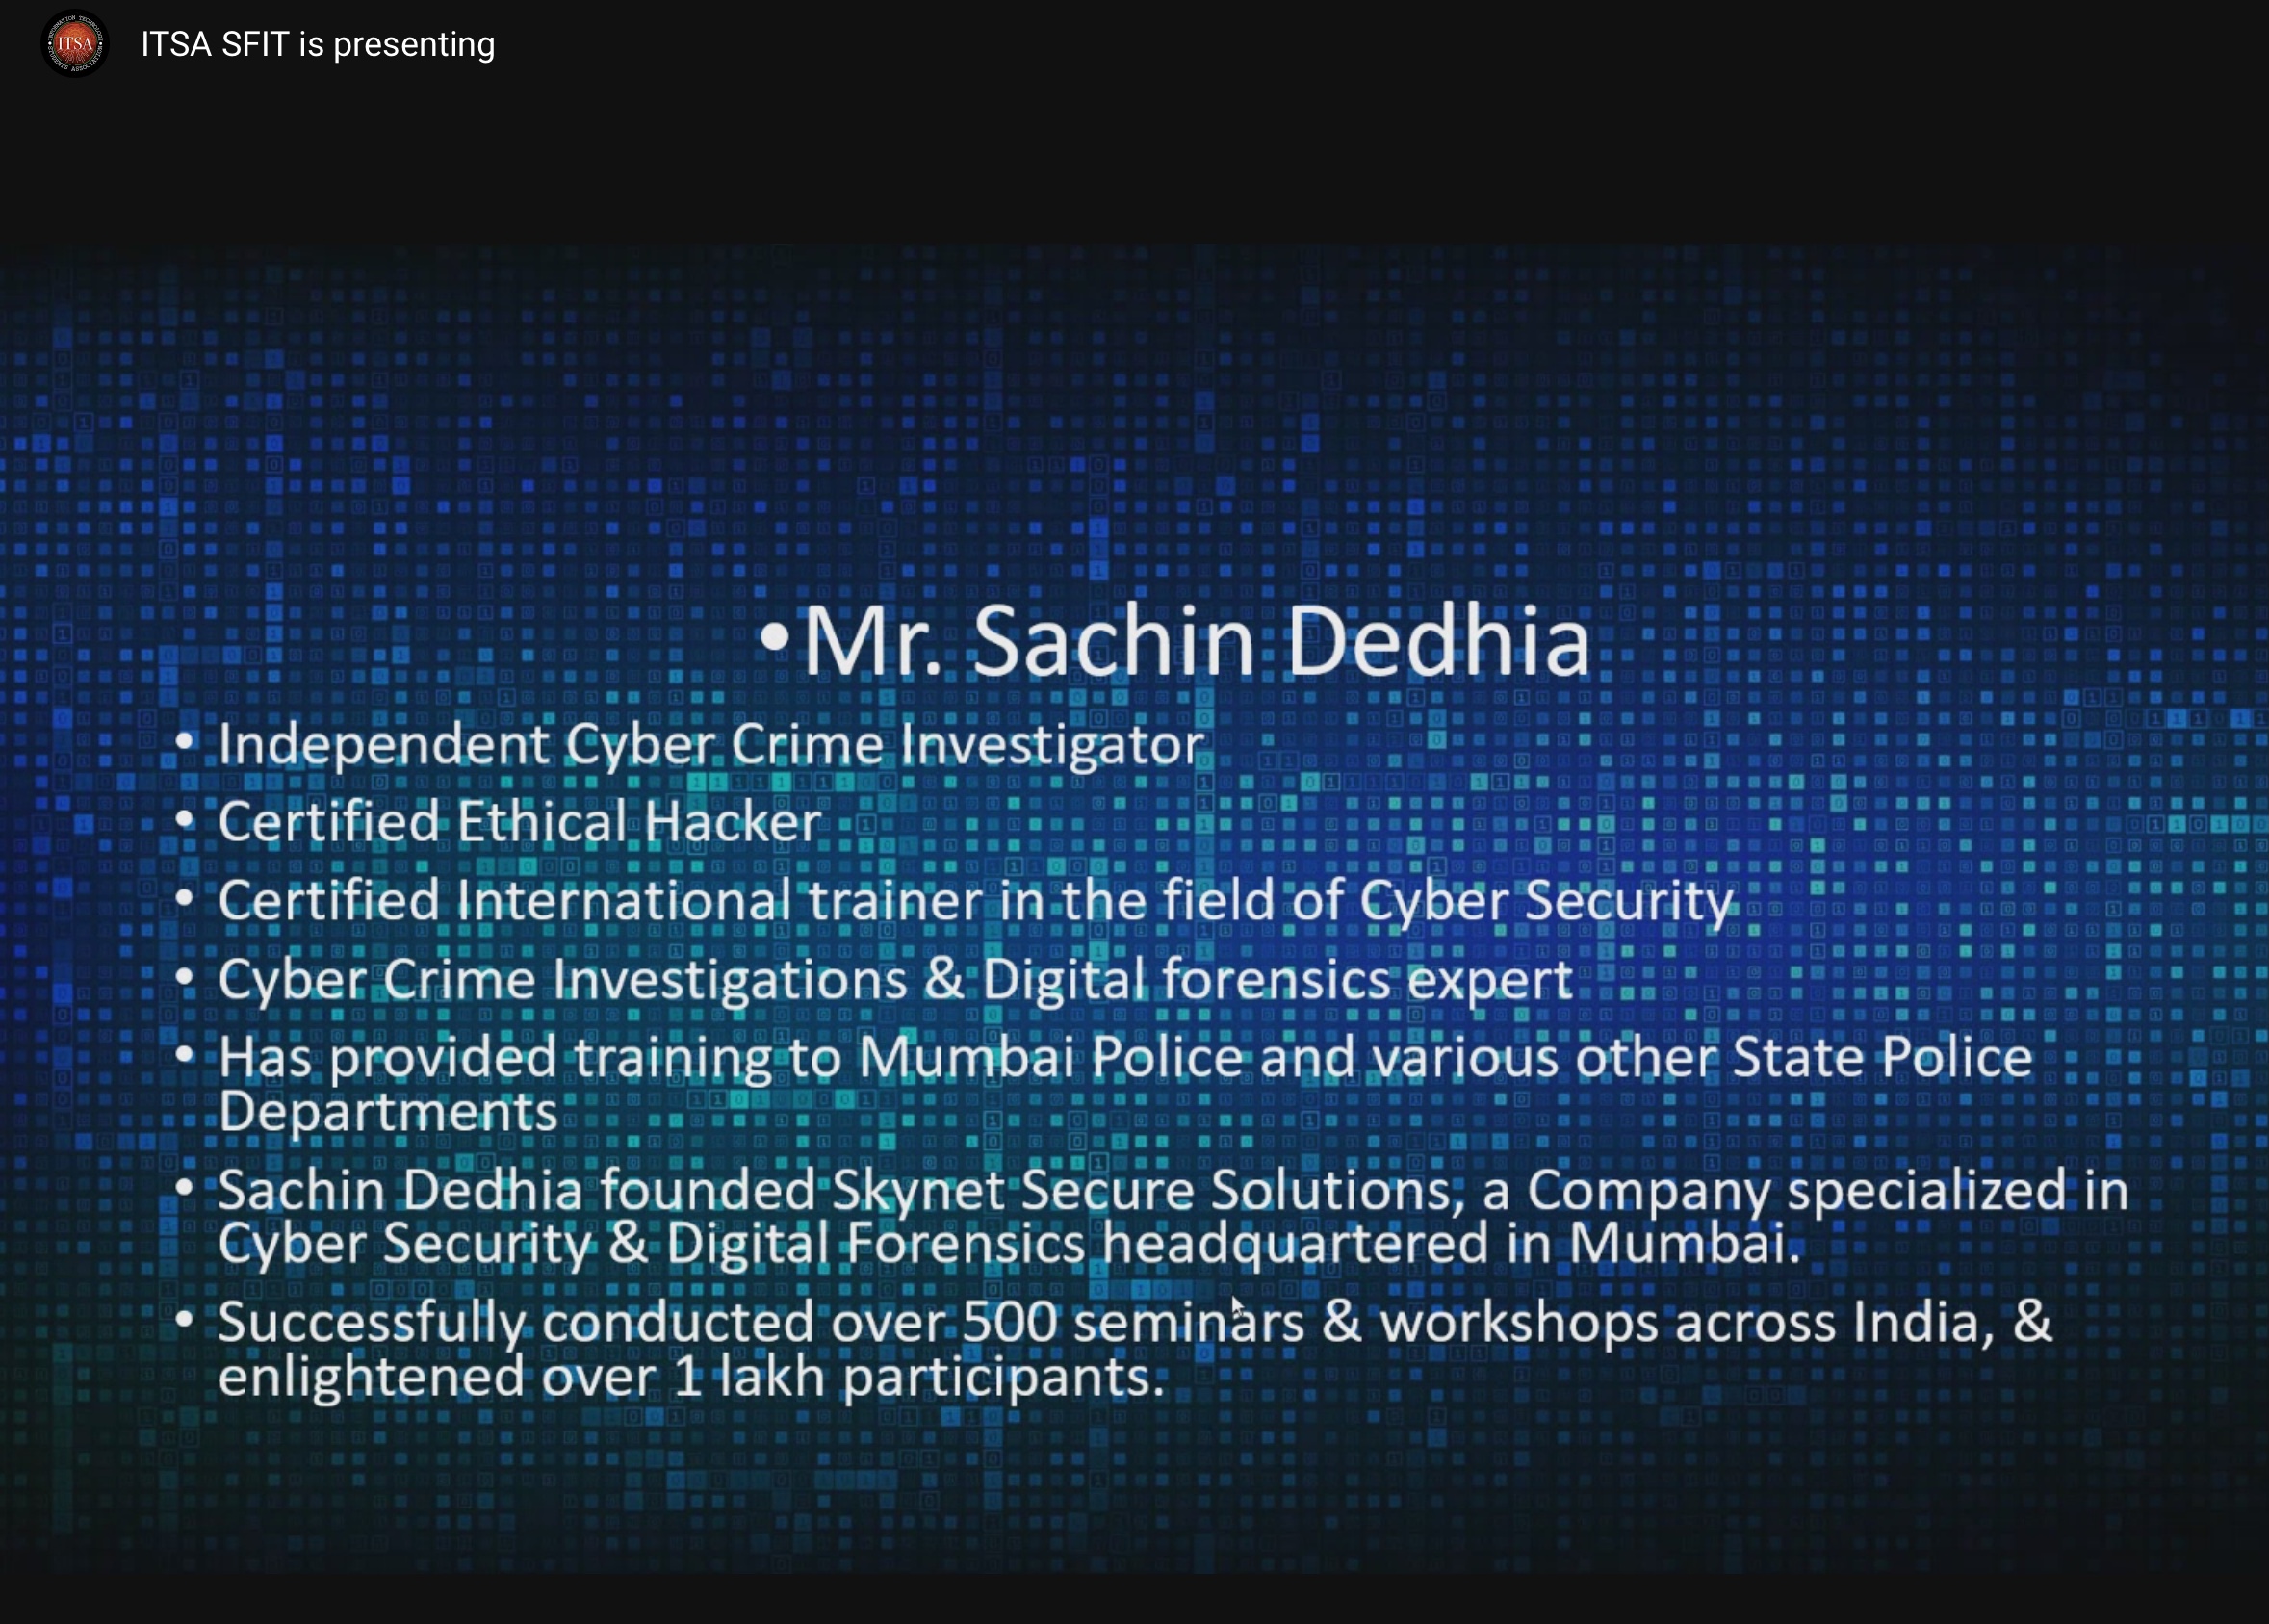 ITSA
ITSA SFIT is presenting
•Mr. Sachin Dedhia
• Independent Cyber Crime Investigator
• Certified Ethical Hacker
• Certified International trainer in the field of Cyber Security
• Cyber Crime Investigations & Digital forensics expert
• Has provided training to Mumbai Police and various other State Police
Departments
• Sachin Dedhia founded Skynet Secure Solutions, a Company specialized in
Cyber Security & Digital Forensics headquartered in Mumbai.
• Successfully conducted over 500 seminars & workshops across India, &
enlightened over 1 lakh participants.